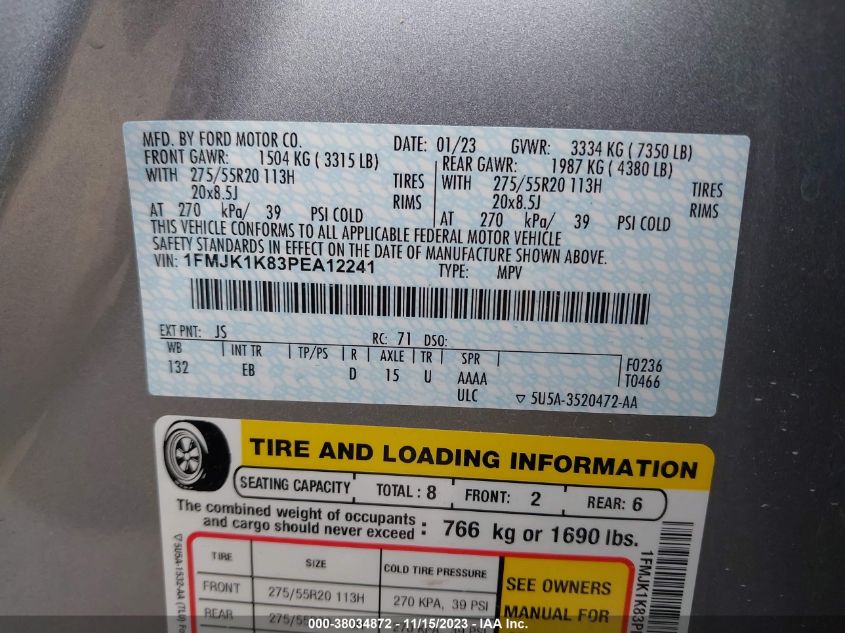 MFD. BY FORD MOTOR CO. DATE: 01/23 GVWR: 3334 KG ( 7350 LB)
FRONT GAWR: 1504 KG ( 3315 LB) REAR GAWR: 1987 KG ( 4380 LB)
WITH 275/55R20 113H TIRES WITH 275/55R20 113H TIRES
20x8.5J RIMS 20x8.5J RIMS
AT 270 kPa/ 39 PSI COLD AT 270 kPa/ 39 PSI COLD
THIS VEHICLE CONFORMS TO ALL APPLICABLE FEDERAL MOTOR VEHICLE
SAFETY STANDARDS IN EFFECT ON THE DATE OF MANUFACTURE SHOWN ABOVE.
VIN: 1FMJK1K83PEA12241 TYPE: MPV
EXT PNT: JS RC: 71 DSO:
WB INT TR TP/PS R AXLE TR SPR F0236
132 EB D 15 U AAAA T0466
ULC ▽ 5U5A-3520472-AA
TIRE AND LOADING INFORMATION
SEATING CAPACITY TOTAL : 8 FRONT: 2 REAR: 6
The combined weight of occupants and cargo should never exceed : 766 kg or 1690 lbs.
TIRE SIZE COLD TIRE PRESSURE
FRONT 275/55R20 113H 270 KPA, 39 PSI
REAR 275/55
SEE OWNERS
MANUAL FOR
▽5U5A-1532-AA (7L0)
1FMJK1K83P
000-38034872 - 11/15/2023 - IAA Inc.